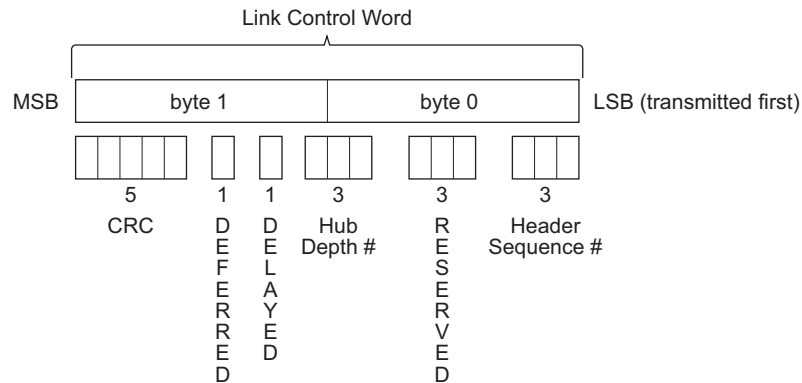 Link Control Word
MSB
byte 1
byte 0
LSB (transmitted first)
5
1
1
3
3
3
CRC
DEFERRED
DELAYED
Hub
Depth #
RESERVED
Header
Sequence #